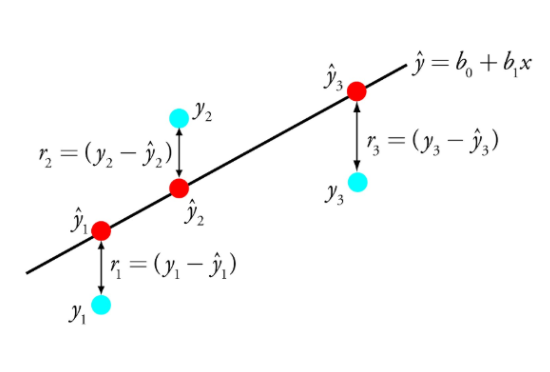 ŷ = b₀ + b₁x
ŷ₃
y₂
r₂ = (y₂ − ŷ₂)
r₃ = (y₃ − ŷ₃)
y₃
ŷ₂
ŷ₁
r₁ = (y₁ − ŷ₁)
y₁